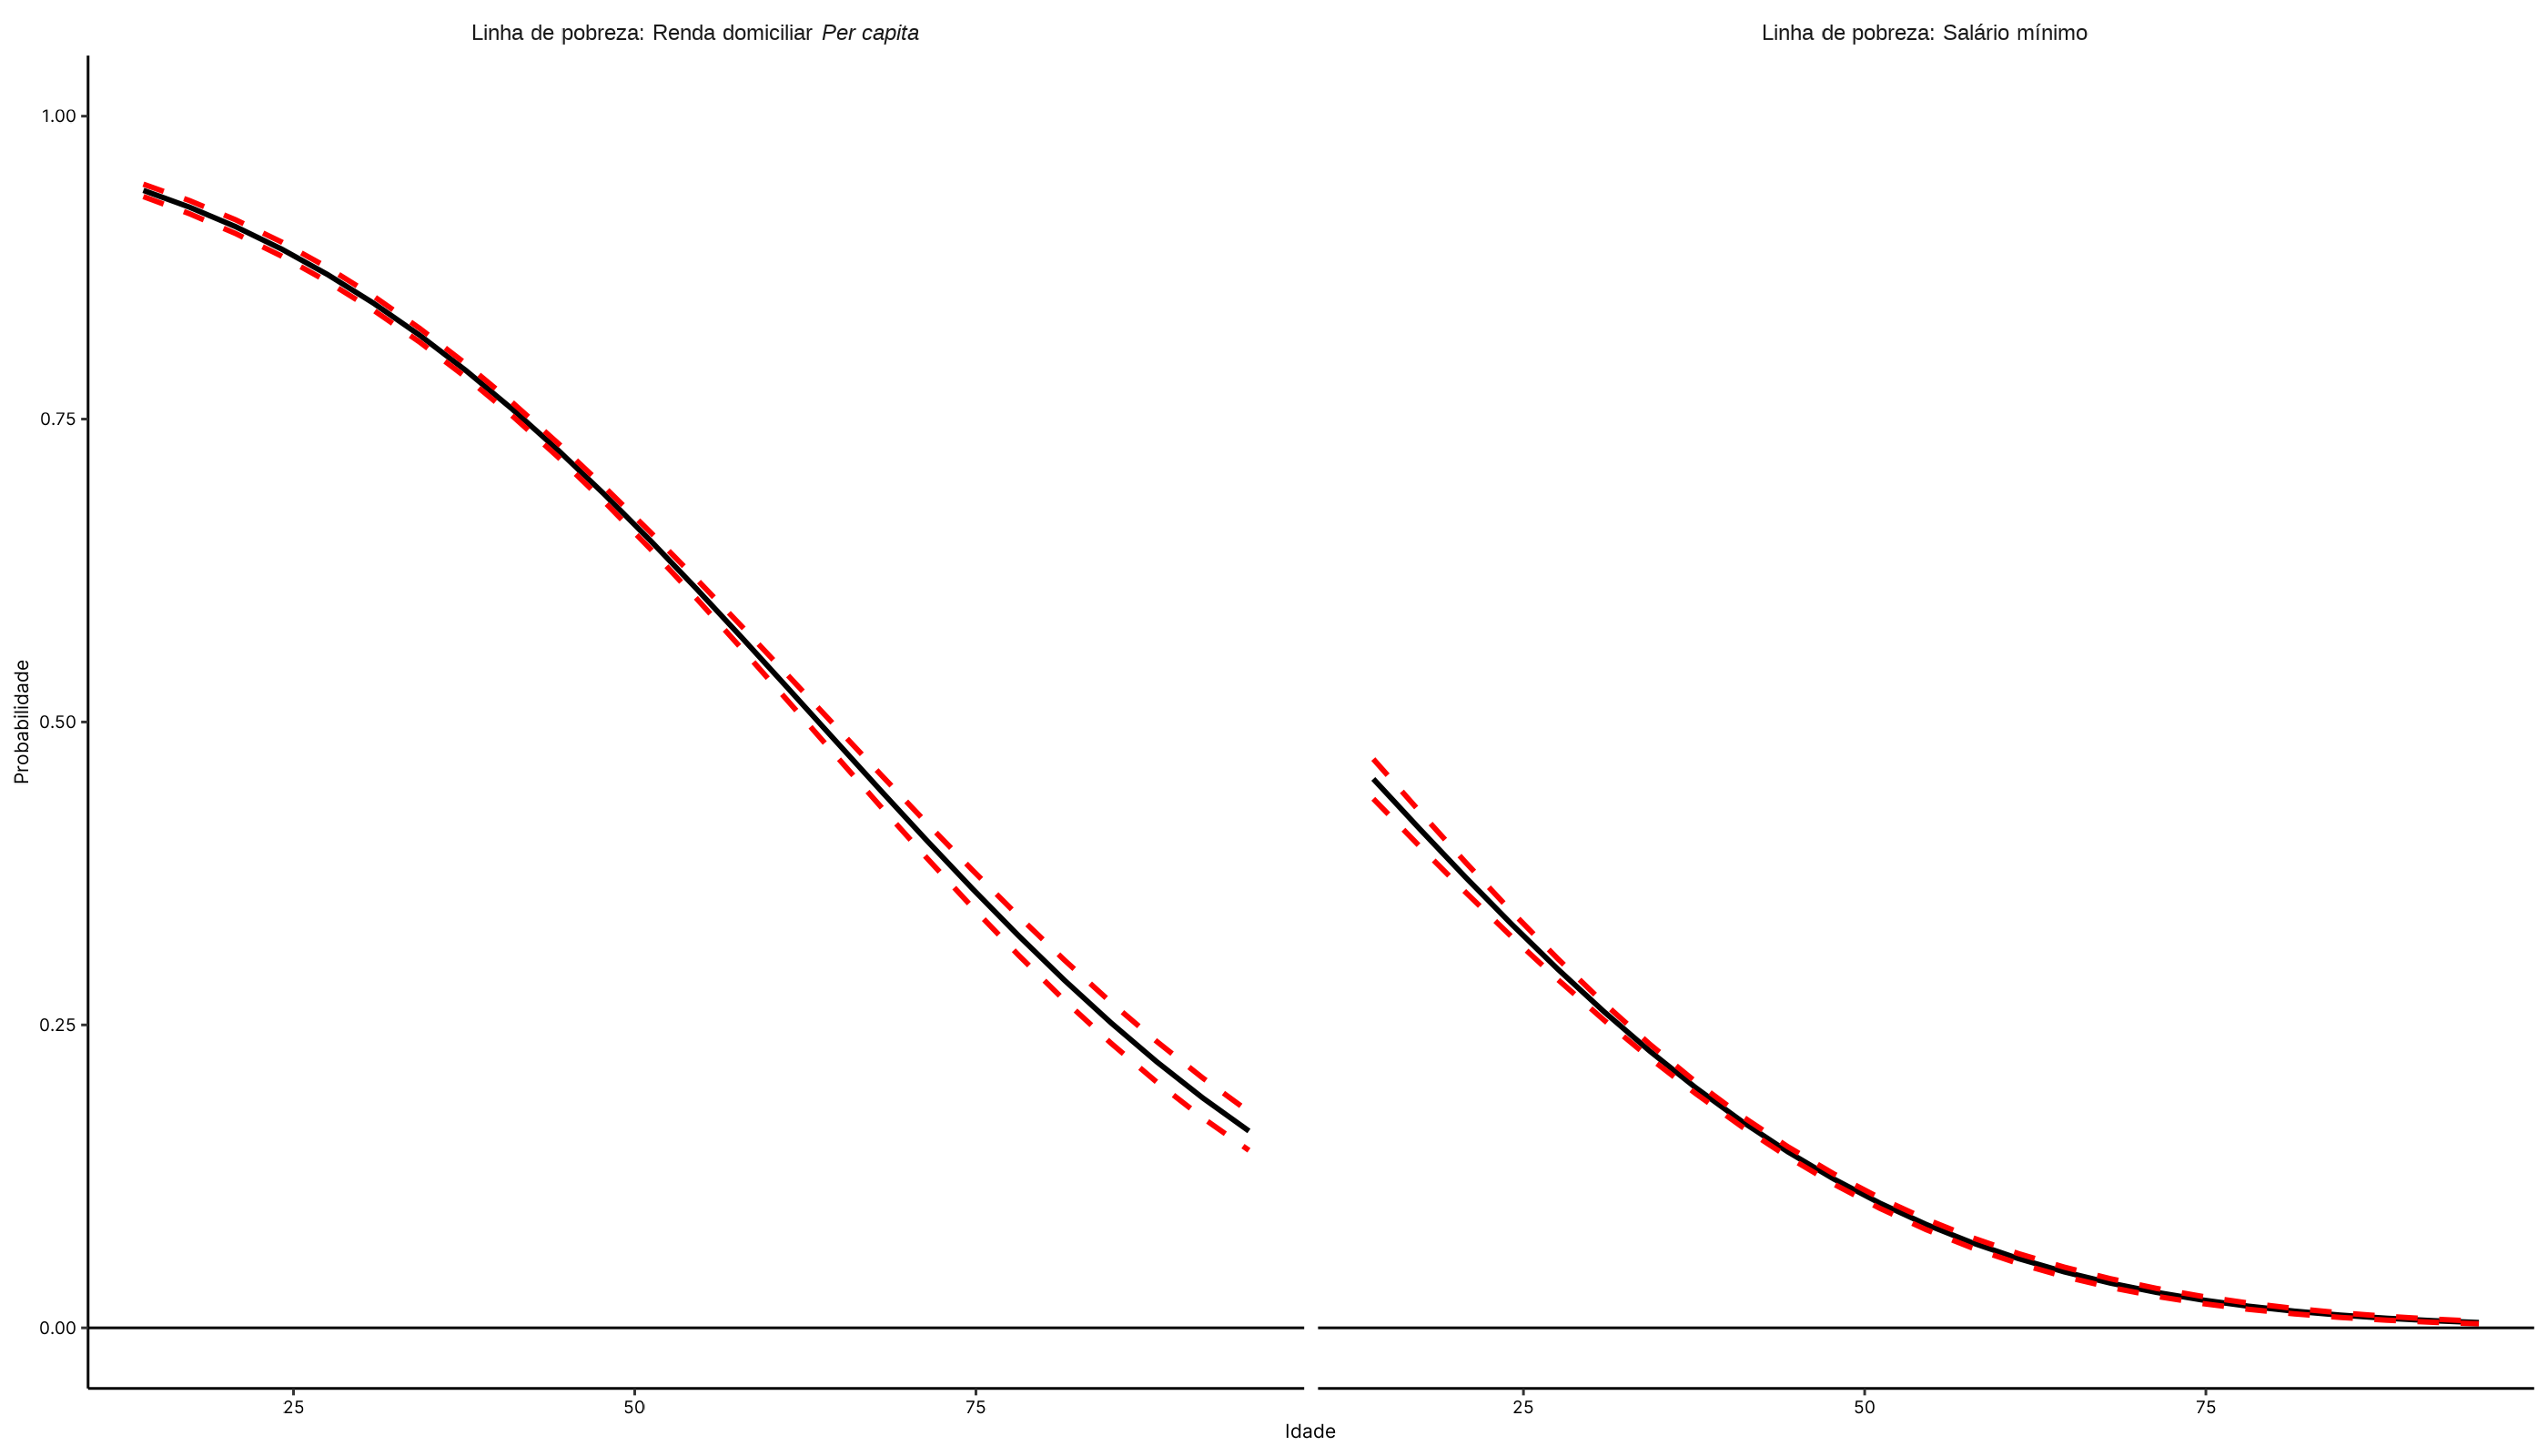 Linha de pobreza: Renda domiciliar Per capita
Linha de pobreza: Salário mínimo
Probabilidade
1.00
0.75
0.50
0.25
0.00
25 50 75
25 50 75
Idade